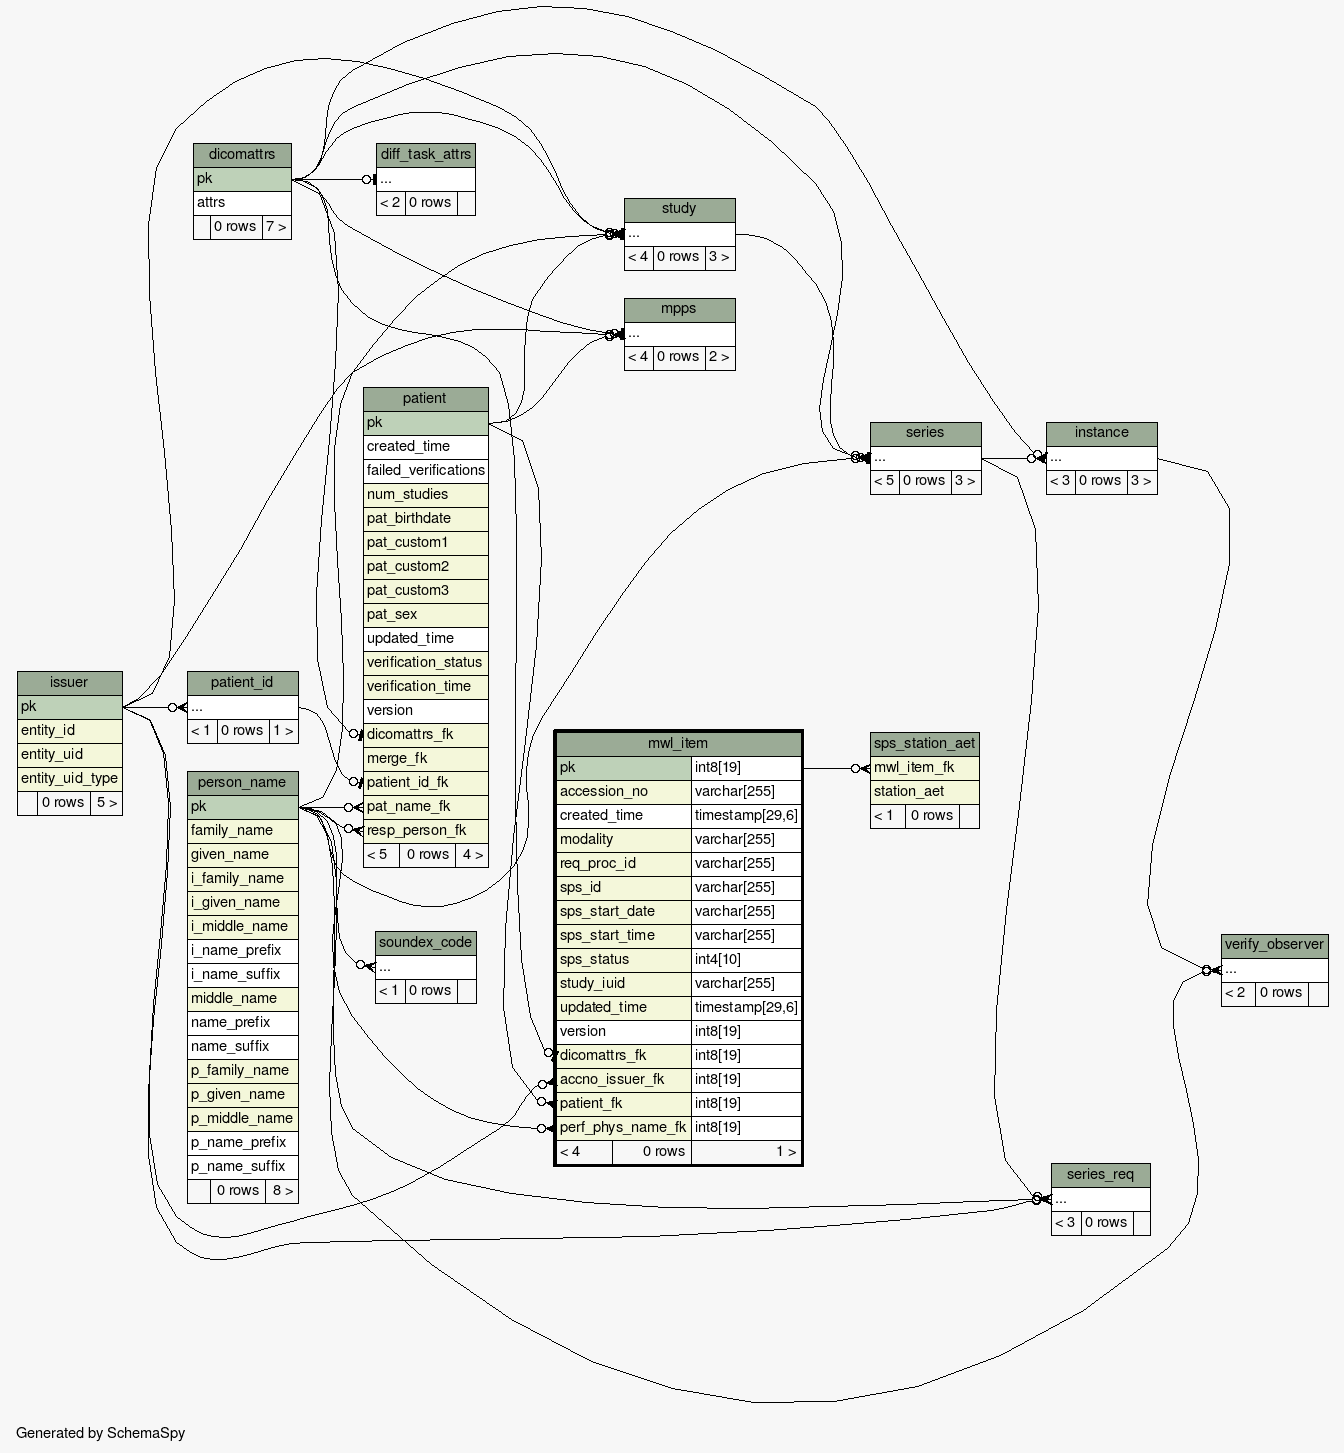 dicomattrs
pk
attrs
0 rows 7 >
diff_task_attrs
...
< 2 0 rows
study
...
< 4 0 rows 3 >
mpps
...
< 4 0 rows 2 >
patient
pk
created_time
failed_verifications
num_studies
pat_birthdate
pat_custom1
pat_custom2
pat_custom3
pat_sex
updated_time
verification_status
verification_time
version
dicomattrs_fk
merge_fk
patient_id_fk
pat_name_fk
resp_person_fk
< 5 0 rows 4 >
series
...
< 5 0 rows 3 >
instance
...
< 3 0 rows 3 >
issuer
pk
entity_id
entity_uid
entity_uid_type
0 rows 5 >
patient_id
...
< 1 0 rows 1 >
person_name
pk
family_name
given_name
i_family_name
i_given_name
i_middle_name
i_name_prefix
i_name_suffix
middle_name
name_prefix
name_suffix
p_family_name
p_given_name
p_middle_name
p_name_prefix
p_name_suffix
0 rows 8 >
soundex_code
...
< 1 0 rows
mwl_item
pk int8[19]
accession_no varchar[255]
created_time timestamp[29,6]
modality varchar[255]
req_proc_id varchar[255]
sps_id varchar[255]
sps_start_date varchar[255]
sps_start_time varchar[255]
sps_status int4[10]
study_iuid varchar[255]
updated_time timestamp[29,6]
version int8[19]
dicomattrs_fk int8[19]
accno_issuer_fk int8[19]
patient_fk int8[19]
perf_phys_name_fk int8[19]
< 4 0 rows 1 >
sps_station_aet
mwl_item_fk
station_aet
< 1 0 rows
verify_observer
...
< 2 0 rows
series_req
...
< 3 0 rows
Generated by SchemaSpy